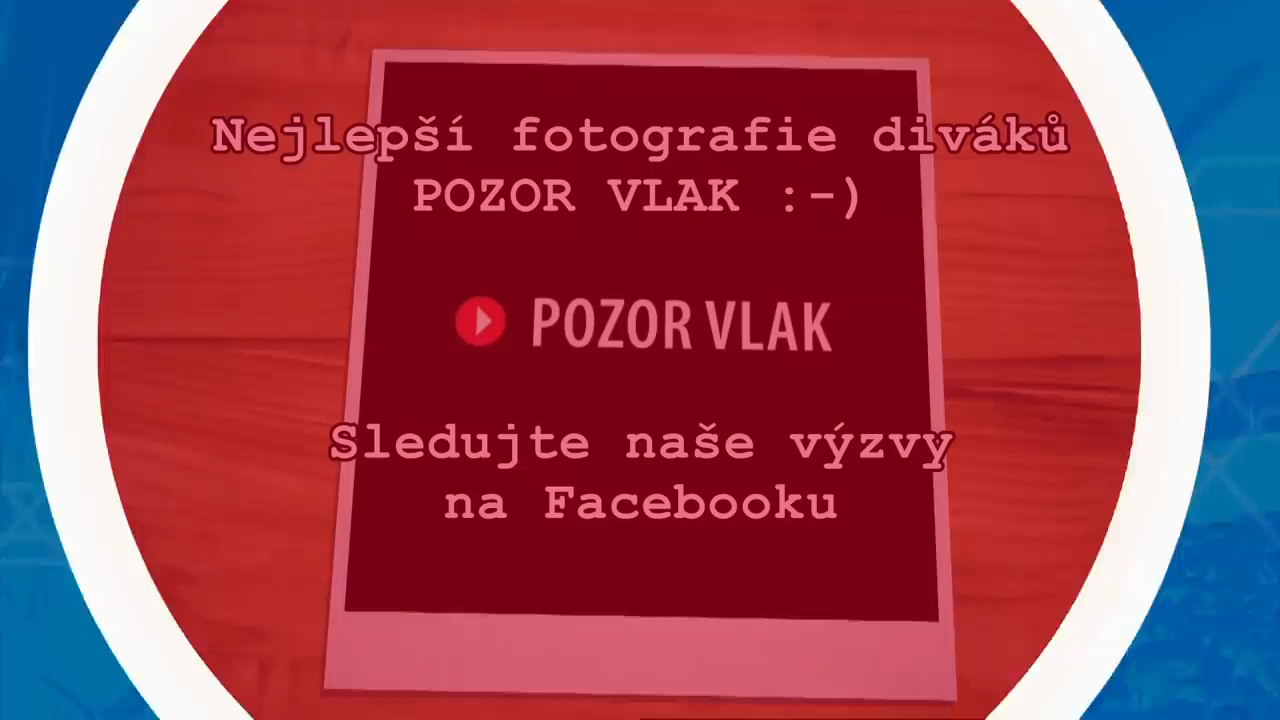 Nejlepší fotografie diváků
POZOR VLAK :-)
POZOR VLAK
Sledujte naše výzvy
na Facebooku